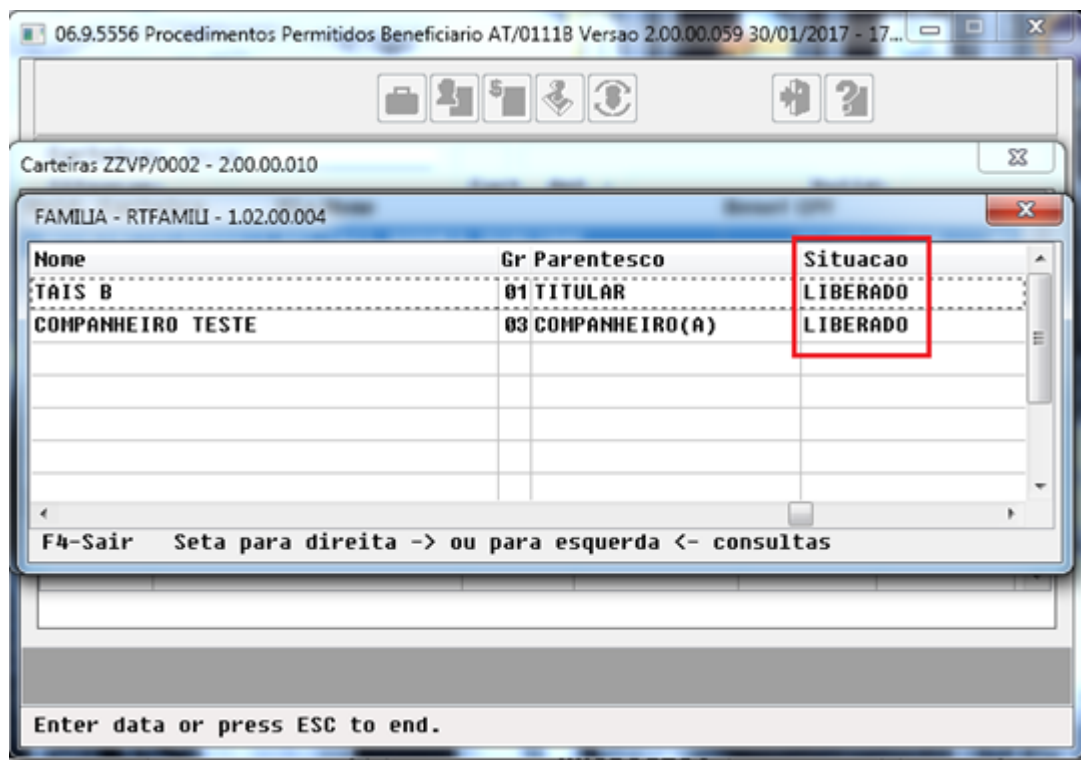 06.9.5556 Procedimentos Permitidos Beneficiario AT/0111B Versao 2.00.00.059 30/01/2017 - 17...
Carteiras ZZVP/0002 - 2.00.00.010
FAMILIA - RTFAMILI - 1.02.00.004
Nome Gr Parentesco Situacao
TAIS B 01 TITULAR LIBERADO
COMPANHEIRO TESTE 03 COMPANHEIRO(A) LIBERADO
F4-Sair Seta para direita -> ou para esquerda <- consultas
Enter data or press ESC to end.